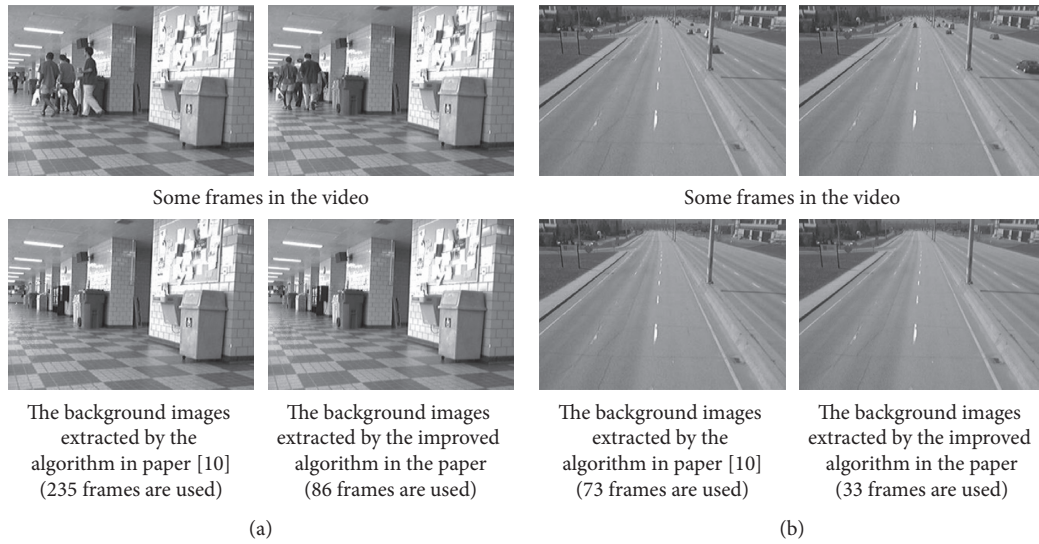 Some frames in the video
Some frames in the video
The background images
extracted by the
algorithm in paper [10]
(235 frames are used)
The background images
extracted by the improved
algorithm in the paper
(86 frames are used)
The background images
extracted by the
algorithm in paper [10]
(73 frames are used)
The background images
extracted by the improved
algorithm in the paper
(33 frames are used)
(a)
(b)